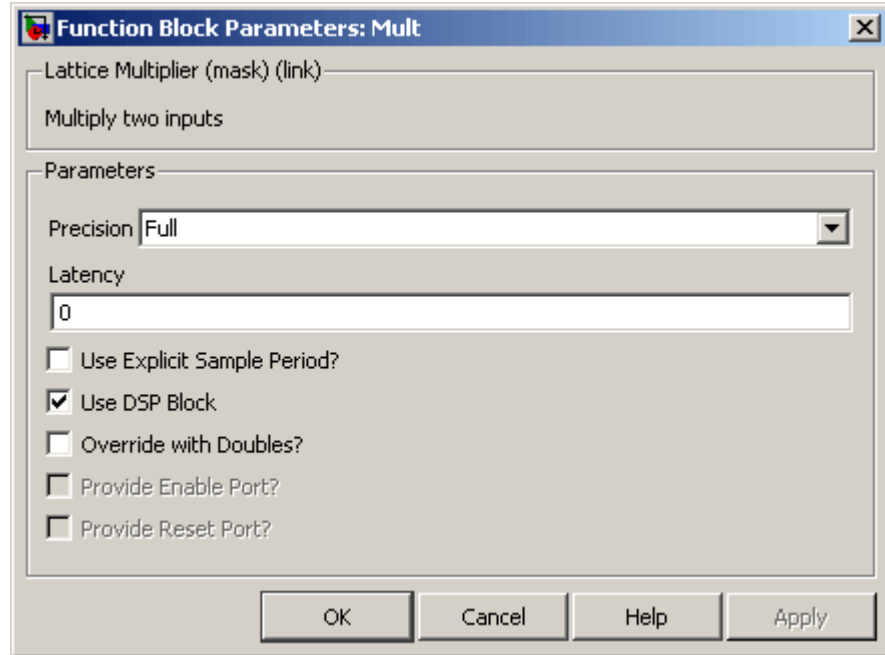 Function Block Parameters: Mult
Lattice Multiplier (mask) (link)
Multiply two inputs
Parameters
Precision Full
Latency
0
Use Explicit Sample Period?
Use DSP Block
Override with Doubles?
Provide Enable Port?
Provide Reset Port?
OK Cancel Help Apply